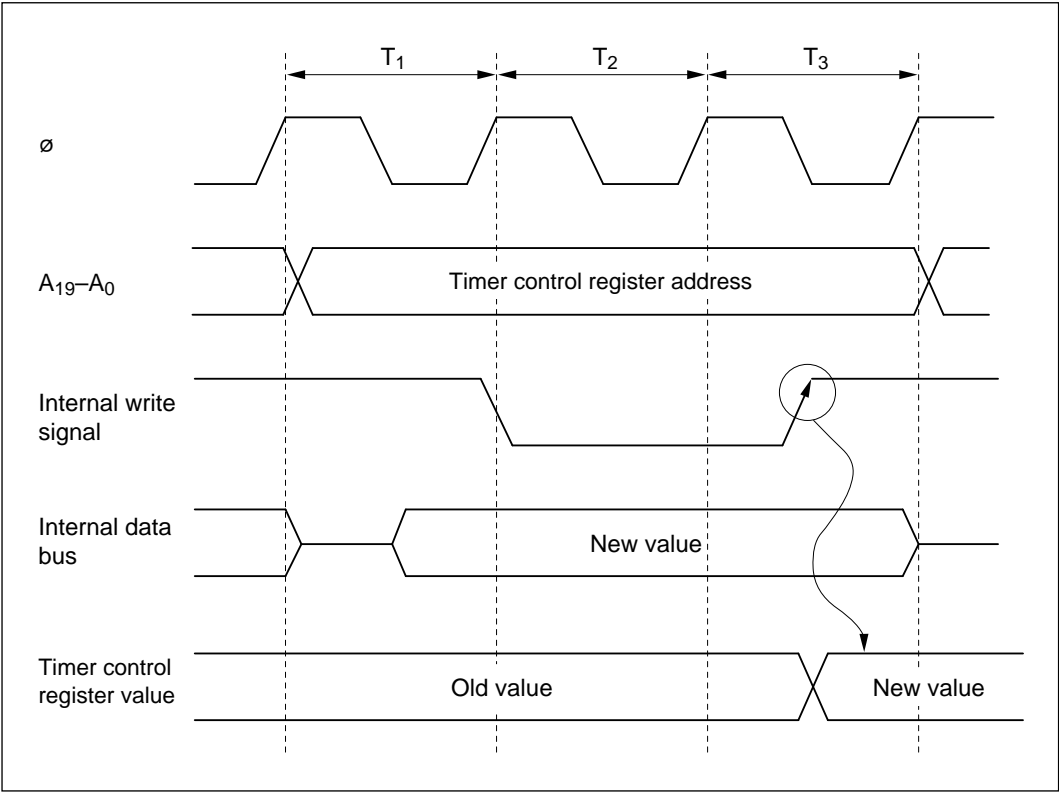 T₁ T₂ T₃
ø
A₁₉–A₀
Timer control register address
Internal write
signal
Internal data
bus
New value
Timer control
register value
Old value
New value